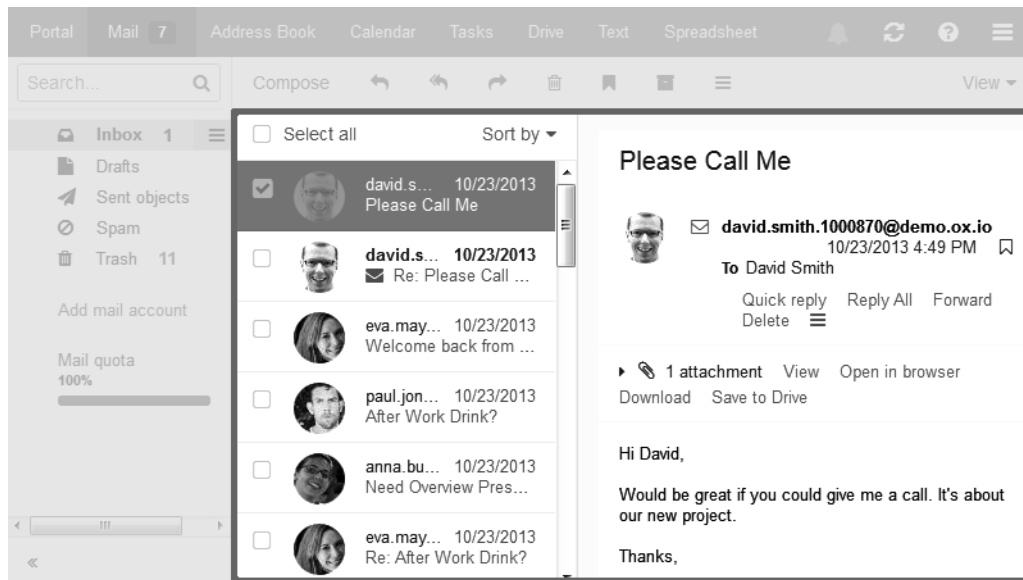 Portal Mail 7 Address Book Calendar Tasks Drive Text Spreadsheet
Search... Compose View
Inbox 1
Drafts
Sent objects
Spam
Trash 11
Add mail account
Mail quota
100%
Select all Sort by
david.s... 10/23/2013
Please Call Me
david.s... 10/23/2013
Re: Please Call ...
eva.may... 10/23/2013
Welcome back from ...
paul.jon... 10/23/2013
After Work Drink?
anna.bu... 10/23/2013
Need Overview Pres...
eva.may... 10/23/2013
Re: After Work Drink?
Please Call Me
david.smith.1000870@demo.ox.io
10/23/2013 4:49 PM
To David Smith
Quick reply Reply All Forward
Delete
1 attachment View Open in browser
Download Save to Drive
Hi David,
Would be great if you could give me a call. It's about
our new project.
Thanks,